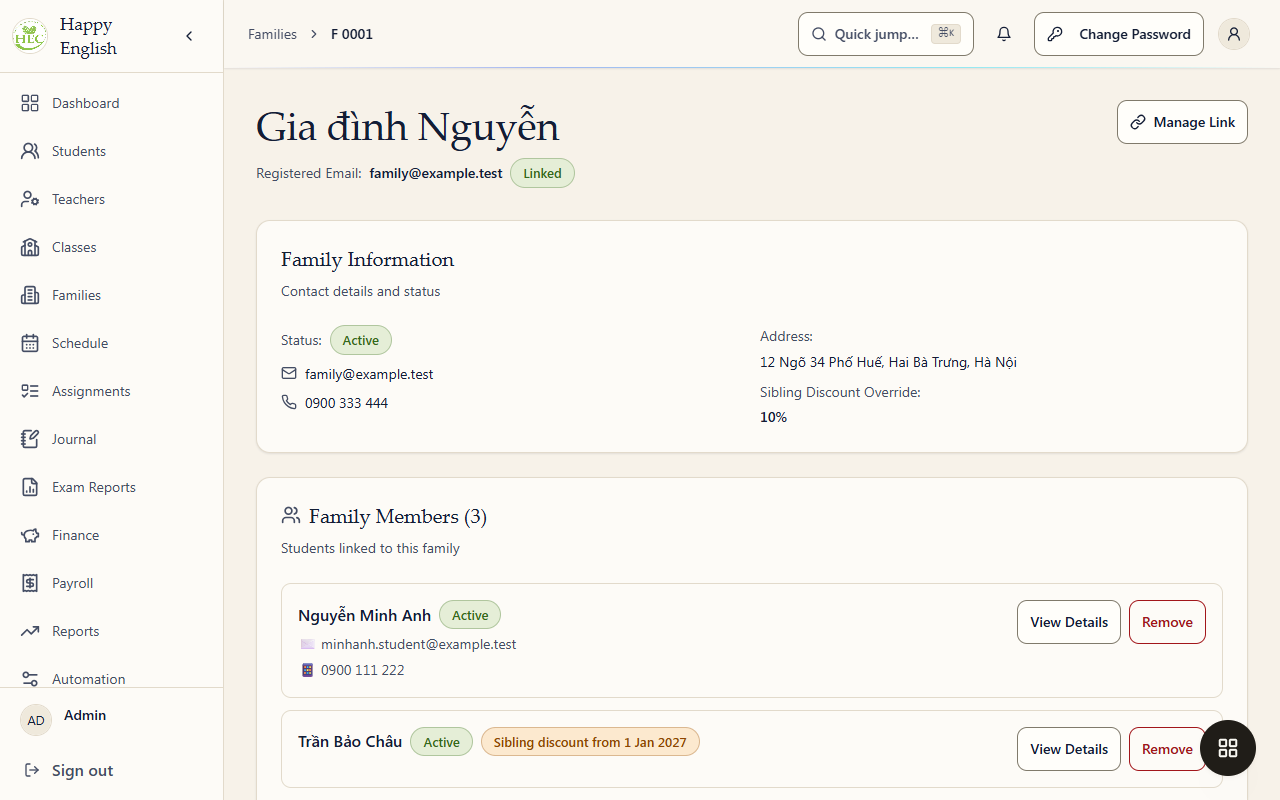 HEC
Happy
English
Families
F 0001
Quick jump...
⌘K
Change Password
Dashboard
Students
Teachers
Classes
Families
Schedule
Assignments
Journal
Exam Reports
Finance
Payroll
Reports
Automation
AD
Admin
Sign out
Gia đình Nguyễn
Manage Link
Registered Email: family@example.test Linked
Family Information
Contact details and status
Status: Active
family@example.test
0900 333 444
Address:
12 Ngõ 34 Phố Huế, Hai Bà Trưng, Hà Nội
Sibling Discount Override:
10%
Family Members (3)
Students linked to this family
Nguyễn Minh Anh Active
minhanh.student@example.test
0900 111 222
View Details Remove
Trần Bảo Châu Active Sibling discount from 1 Jan 2027
View Details Remove